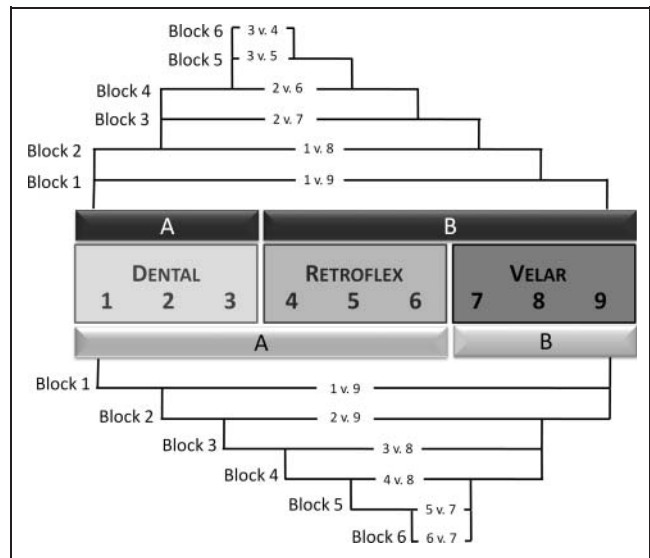 Block 6 3 v. 4
Block 5 3 v. 5
Block 4 2 v. 6
Block 3 2 v. 7
Block 2 1 v. 8
Block 1 1 v. 9
A B
DENTAL RETROFLEX VELAR
1 2 3 4 5 6 7 8 9
A B
Block 1 1 v. 9
Block 2 2 v. 9
Block 3 3 v. 8
Block 4 4 v. 8
Block 5 5 v. 7
Block 6 6 v. 7